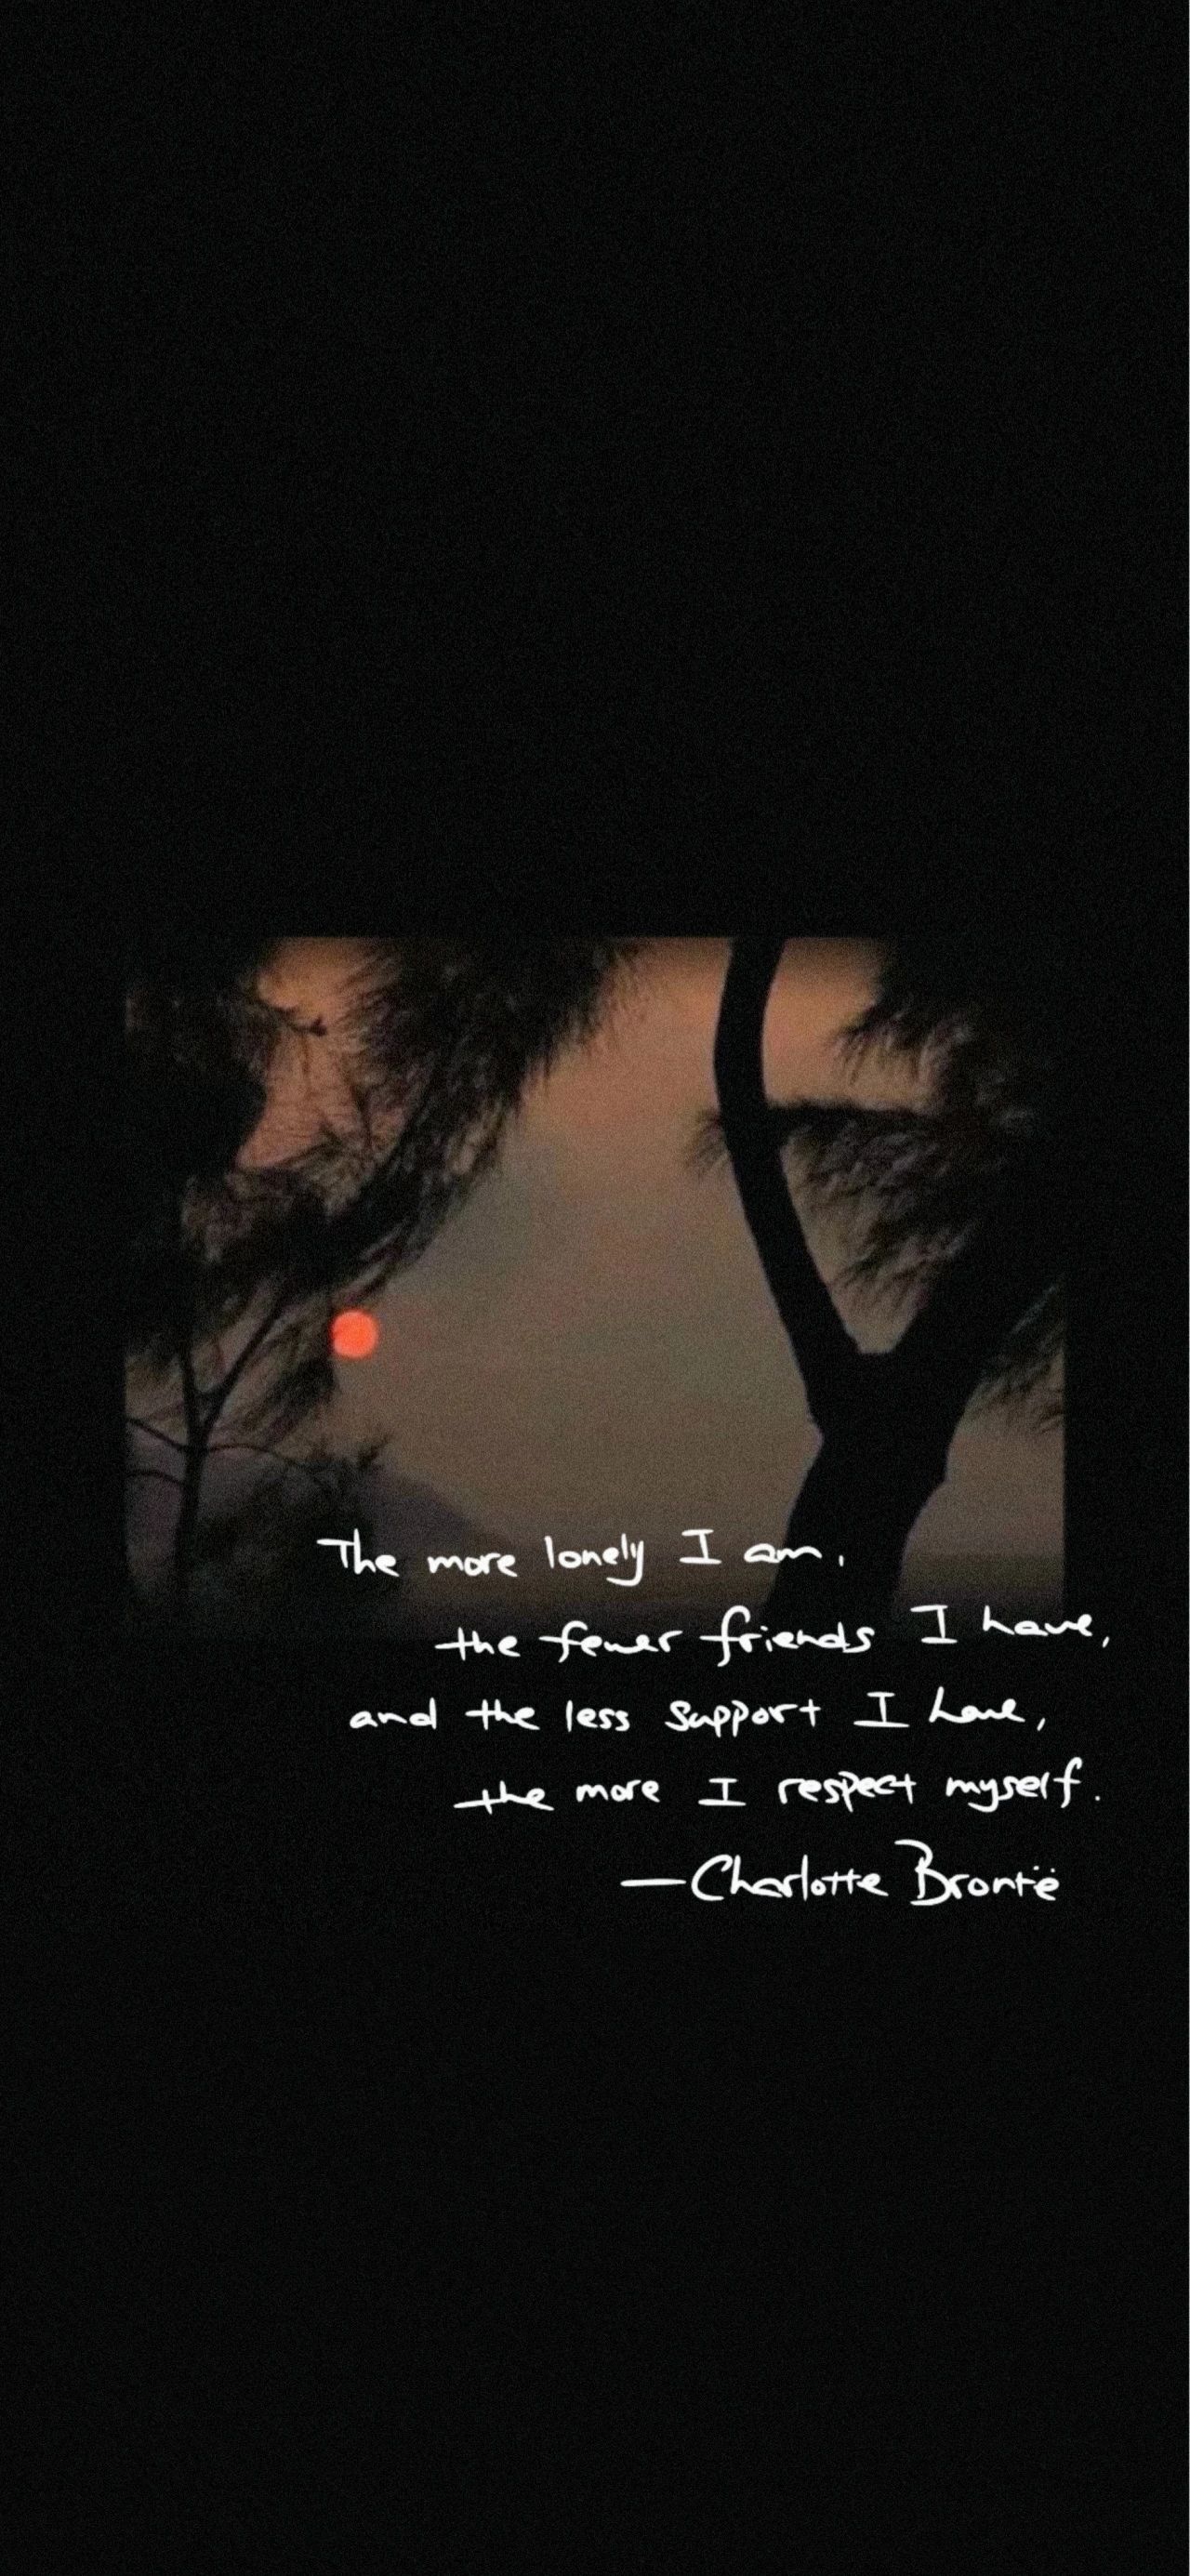 The more lonely I am,
the fewer friends I have,
and the less support I have,
the more I respect myself.
—Charlotte Brontë